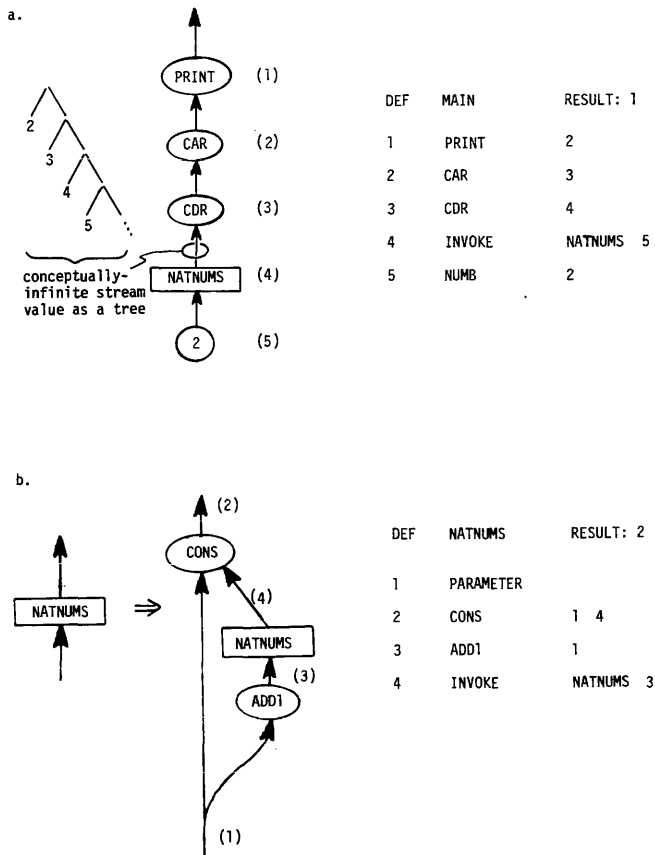 a.
PRINT (1)
CAR (2)
CDR (3)
NATNUMS (4)
2 (5)
2
3
4
5
conceptually-
infinite stream
value as a tree
DEF MAIN RESULT: 1
1 PRINT 2
2 CAR 3
3 CDR 4
4 INVOKE NATNUMS 5
5 NUMB 2
b.
NATNUMS
(2)
CONS
(4)
NATNUMS
(3)
ADD1
(1)
DEF NATNUMS RESULT: 2
1 PARAMETER
2 CONS 1 4
3 ADD1 1
4 INVOKE NATNUMS 3